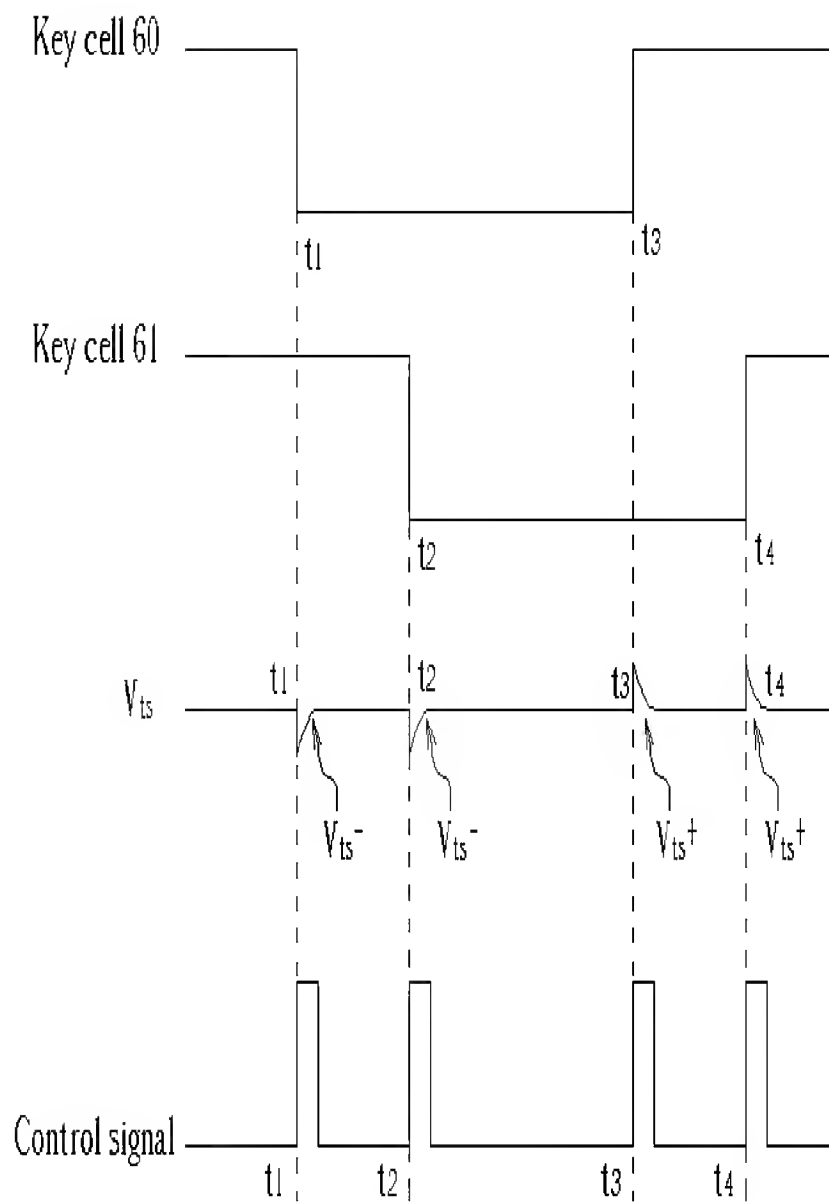 Key cell 60
t1
t3
Key cell 61
t2
t4
t1
t2
t3
t4
Vts
Vts-
Vts-
Vts+
Vts+
Control signal
t1
t2
t3
t4